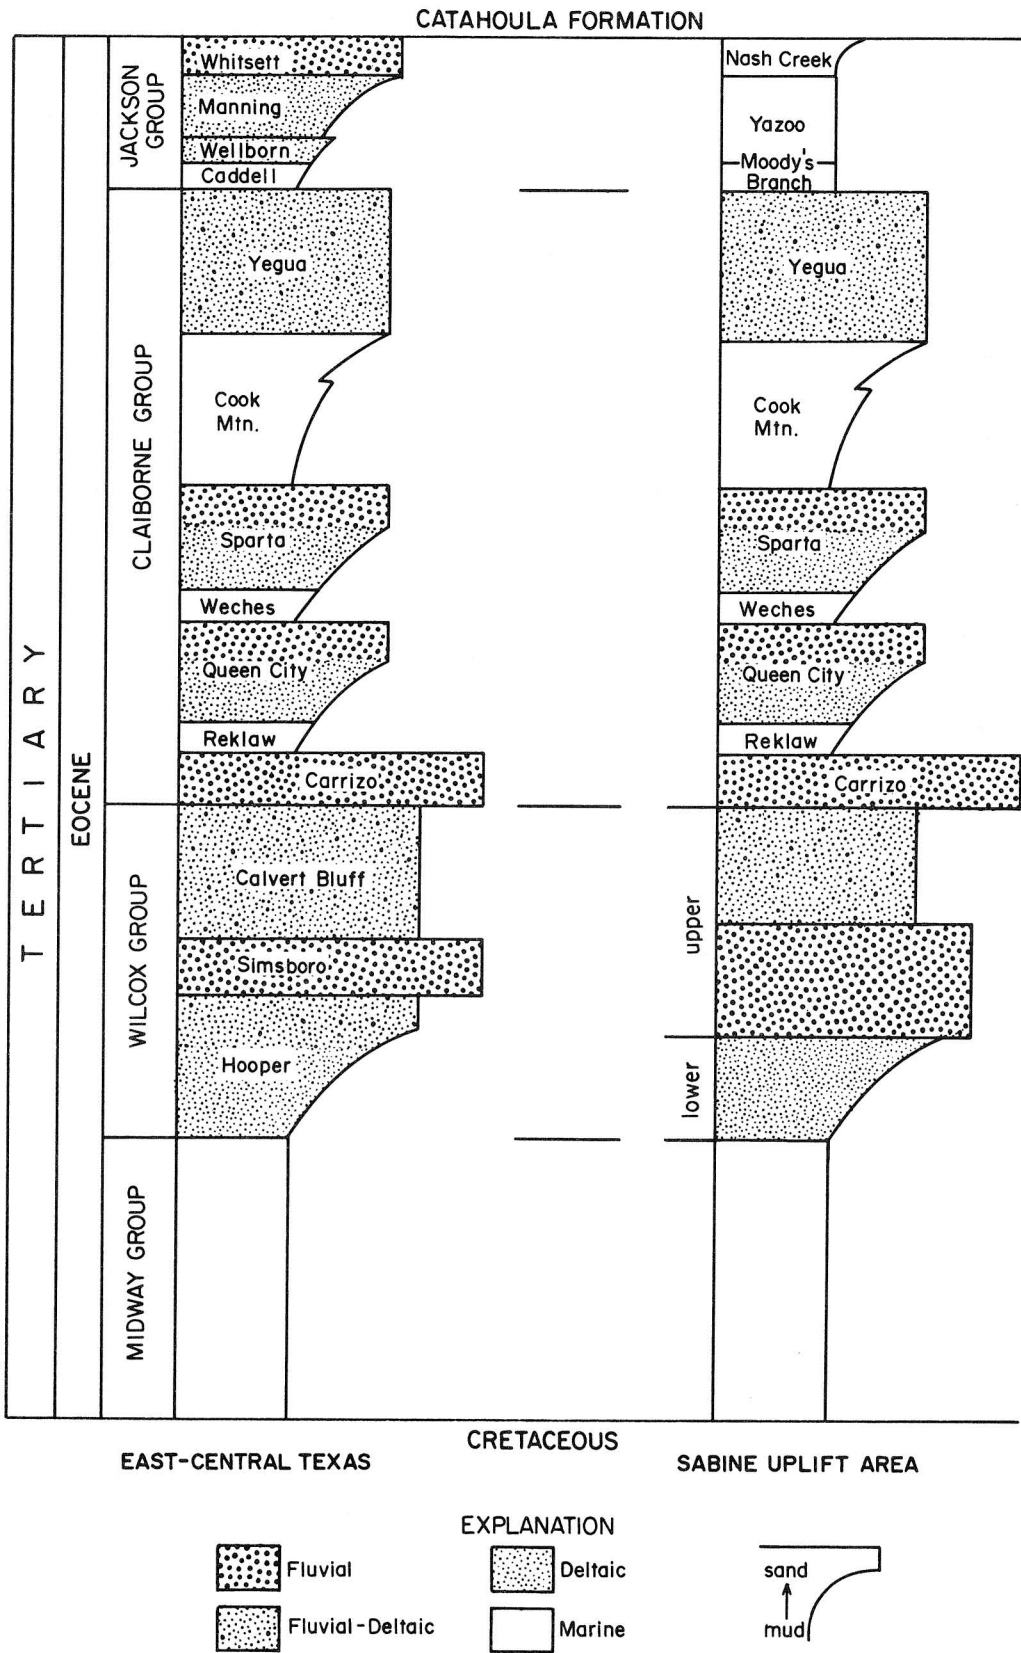 CATAHOULA FORMATION
TERTIARY
EOCENE
JACKSON
GROUP
CLAIBORNE GROUP
WILCOX GROUP
MIDWAY GROUP
Whitsett
Manning
Wellborn
Caddell
Yegua
Cook
Mtn.
Sparta
Weches
Queen City
Reklaw
Carrizo
Calvert Bluff
Simsboro
Hooper
Nash Creek
Yazoo
Moody's
Branch
Yegua
Cook
Mtn.
Sparta
Weches
Queen City
Reklaw
Carrizo
upper
lower
CRETACEOUS
EAST-CENTRAL TEXAS
SABINE UPLIFT AREA
EXPLANATION
Fluvial
Fluvial-Deltaic
Deltaic
Marine
sand
mud